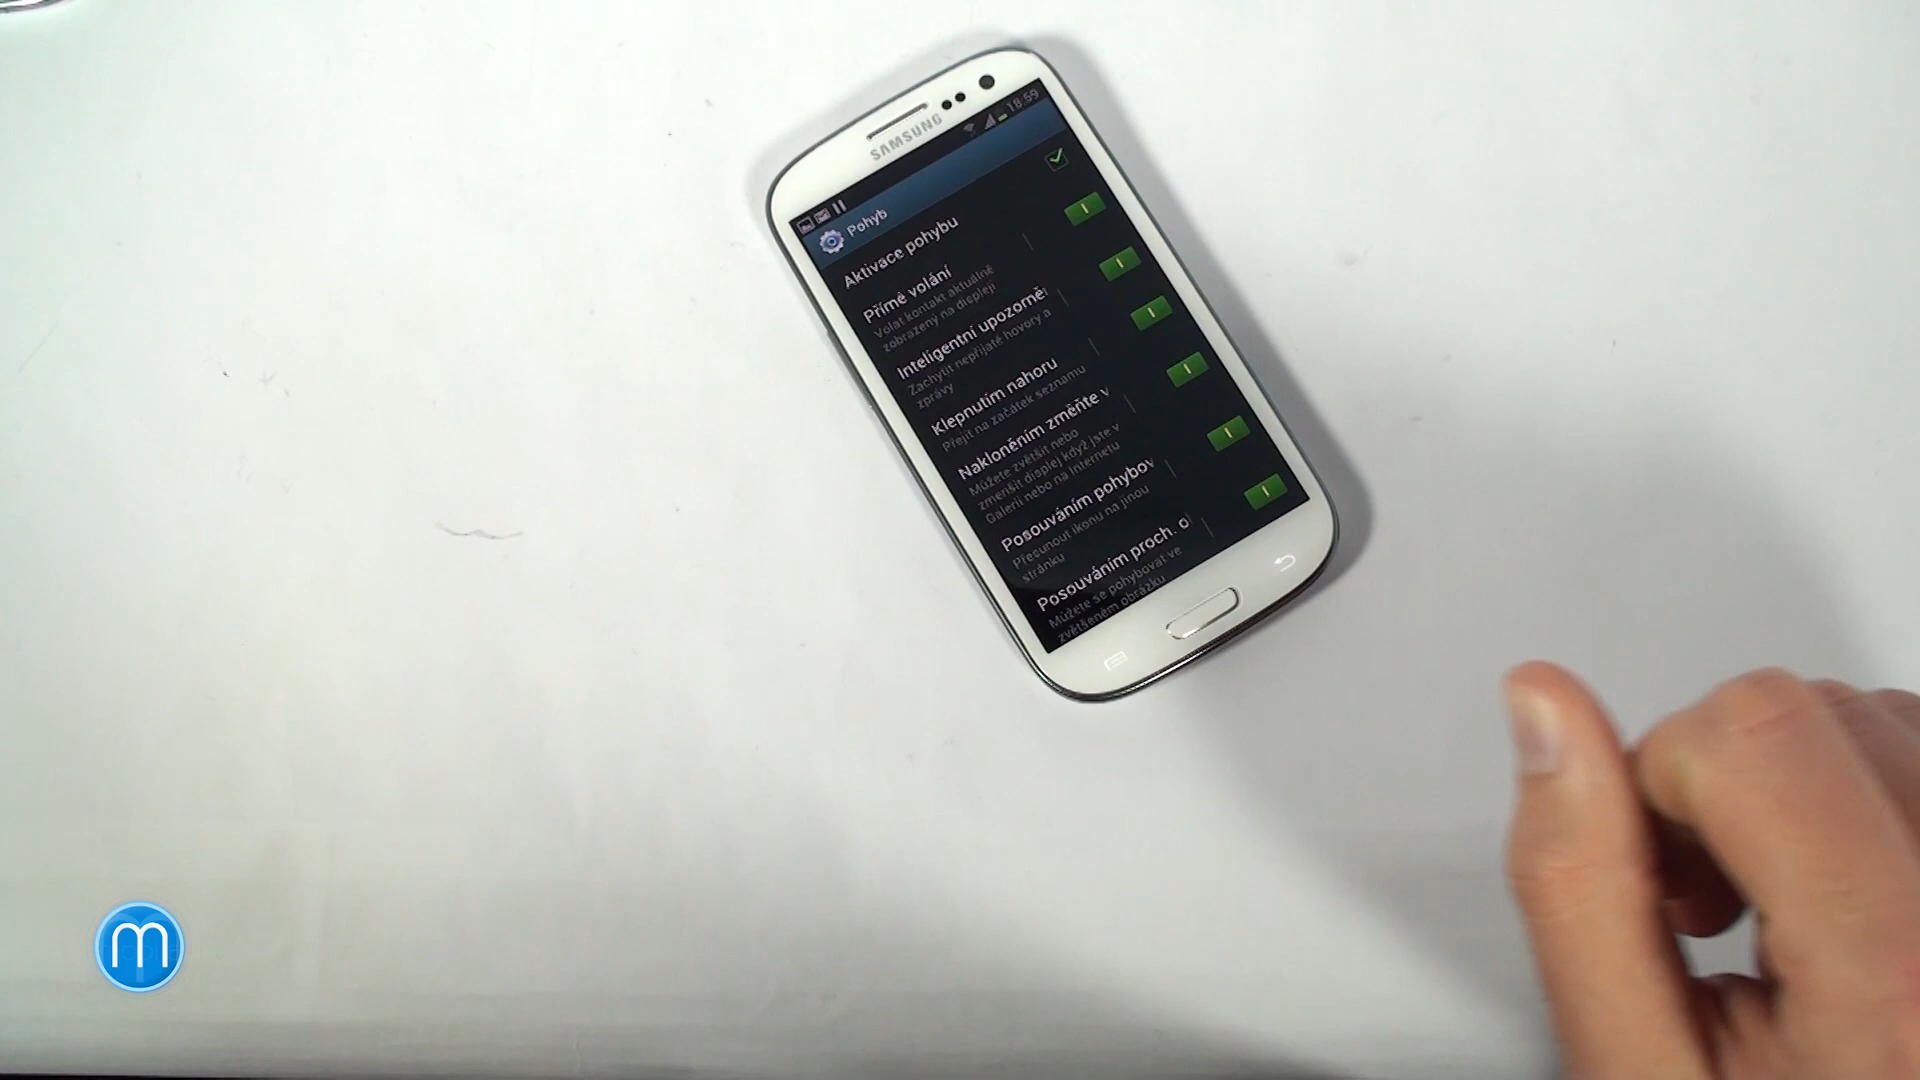 SAMSUNG
18:59
Pohyb
Aktivace pohybu
Přímé volání
Volat kontakt aktuálně
zobrazený na displeji
Inteligentní upozorně
Zachytit nepřijaté hovory a
zprávy
Klepnutím nahoru
Přejít na začátek seznamu
Nakloněním změňte v
Můžete zvětšit nebo
zmenšit displej když jste v
Galerii nebo na Internetu
Posouváním pohybov
Přesunout ikonu na jinou
stránku
Posouváním proch. o
Můžete se pohybovat ve
zvětšeném obrázku
m